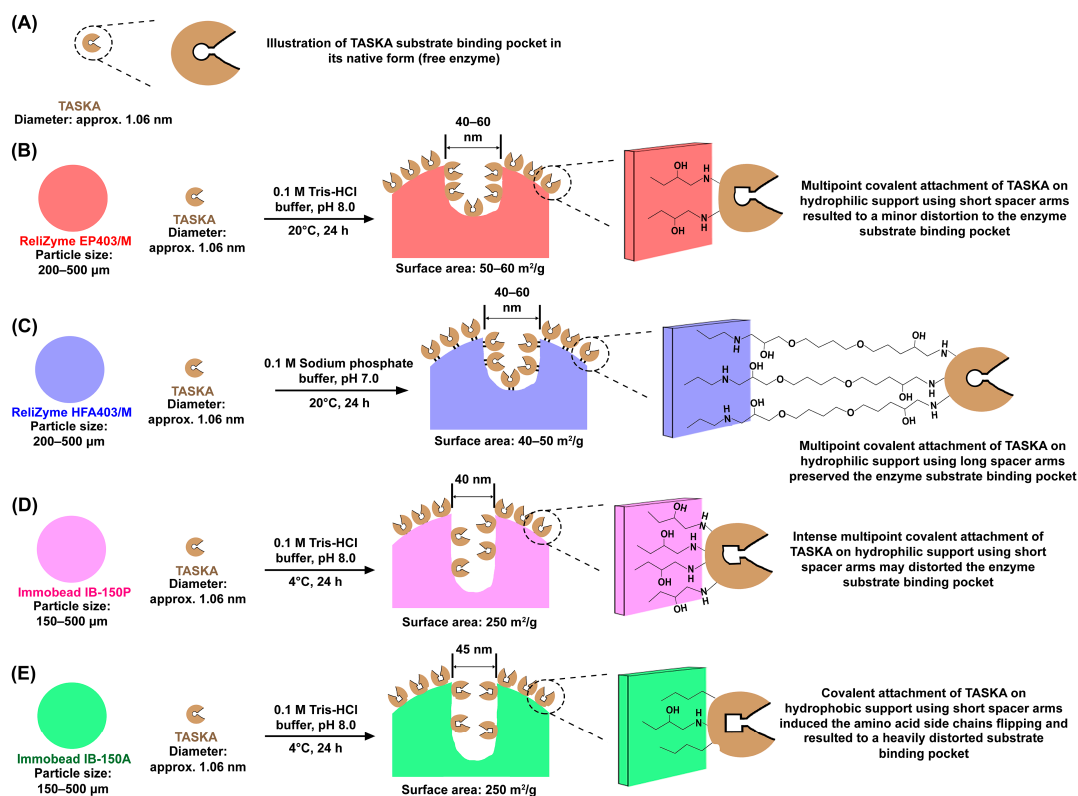 (A)
Illustration of TASKA substrate binding pocket in
its native form (free enzyme)
TASKA
Diameter: approx. 1.06 nm
(B)
40–60
nm
0.1 M Tris-HCl
buffer, pH 8.0
20°C, 24 h
TASKA
Diameter:
approx. 1.06 nm
ReliZyme EP403/M
Particle size:
200–500 µm
Surface area: 50–60 m²/g
OH
H
N
OH
N
H
Multipoint covalent attachment of TASKA on
hydrophilic support using short spacer arms
resulted to a minor distortion to the enzyme
substrate binding pocket
(C)
40–60
nm
0.1 M Sodium phosphate
buffer, pH 7.0
20°C, 24 h
TASKA
Diameter:
approx. 1.06 nm
ReliZyme HFA403/M
Particle size:
200–500 µm
Surface area: 40–50 m²/g
N
H
OH
O
O
OH
H
N
N
H
OH
O
O
OH
N
H
N
H
OH
O
O
OH
N
H
Multipoint covalent attachment of TASKA on
hydrophilic support using long spacer arms
preserved the enzyme substrate binding pocket
(D)
40 nm
0.1 M Tris-HCl
buffer, pH 8.0
4°C, 24 h
TASKA
Diameter:
approx. 1.06 nm
Immobead IB-150P
Particle size:
150–500 µm
Surface area: 250 m²/g
OH
H
N
OH
H
N
OH
N
H
OH
N
H
Intense multipoint covalent attachment of
TASKA on hydrophilic support using short
spacer arms may distorted the enzyme
substrate binding pocket
(E)
45 nm
0.1 M Tris-HCl
buffer, pH 8.0
4°C, 24 h
TASKA
Diameter:
approx. 1.06 nm
Immobead IB-150A
Particle size:
150–500 µm
Surface area: 250 m²/g
OH
H
N
Covalent attachment of TASKA on
hydrophobic support using short spacer arms
induced the amino acid side chains flipping and
resulted to a heavily distorted substrate
binding pocket